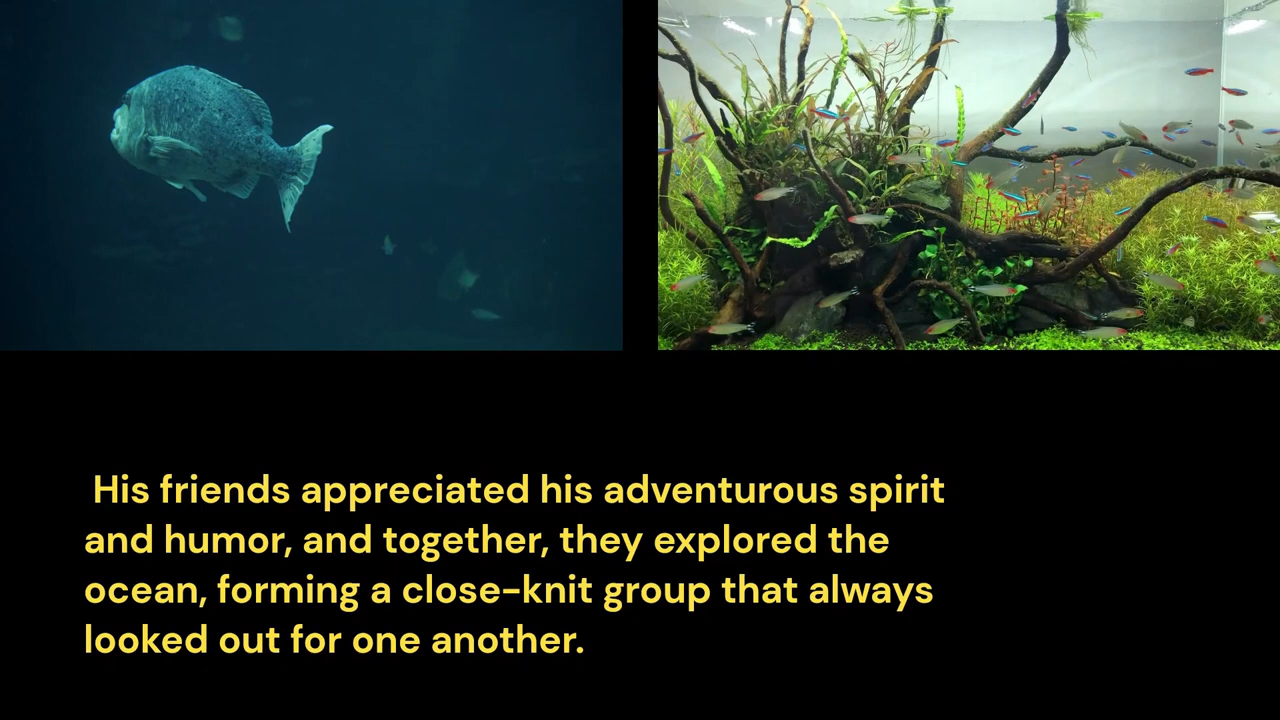 His friends appreciated his adventurous spirit
and humor, and together, they explored the
ocean, forming a close-knit group that always
looked out for one another.